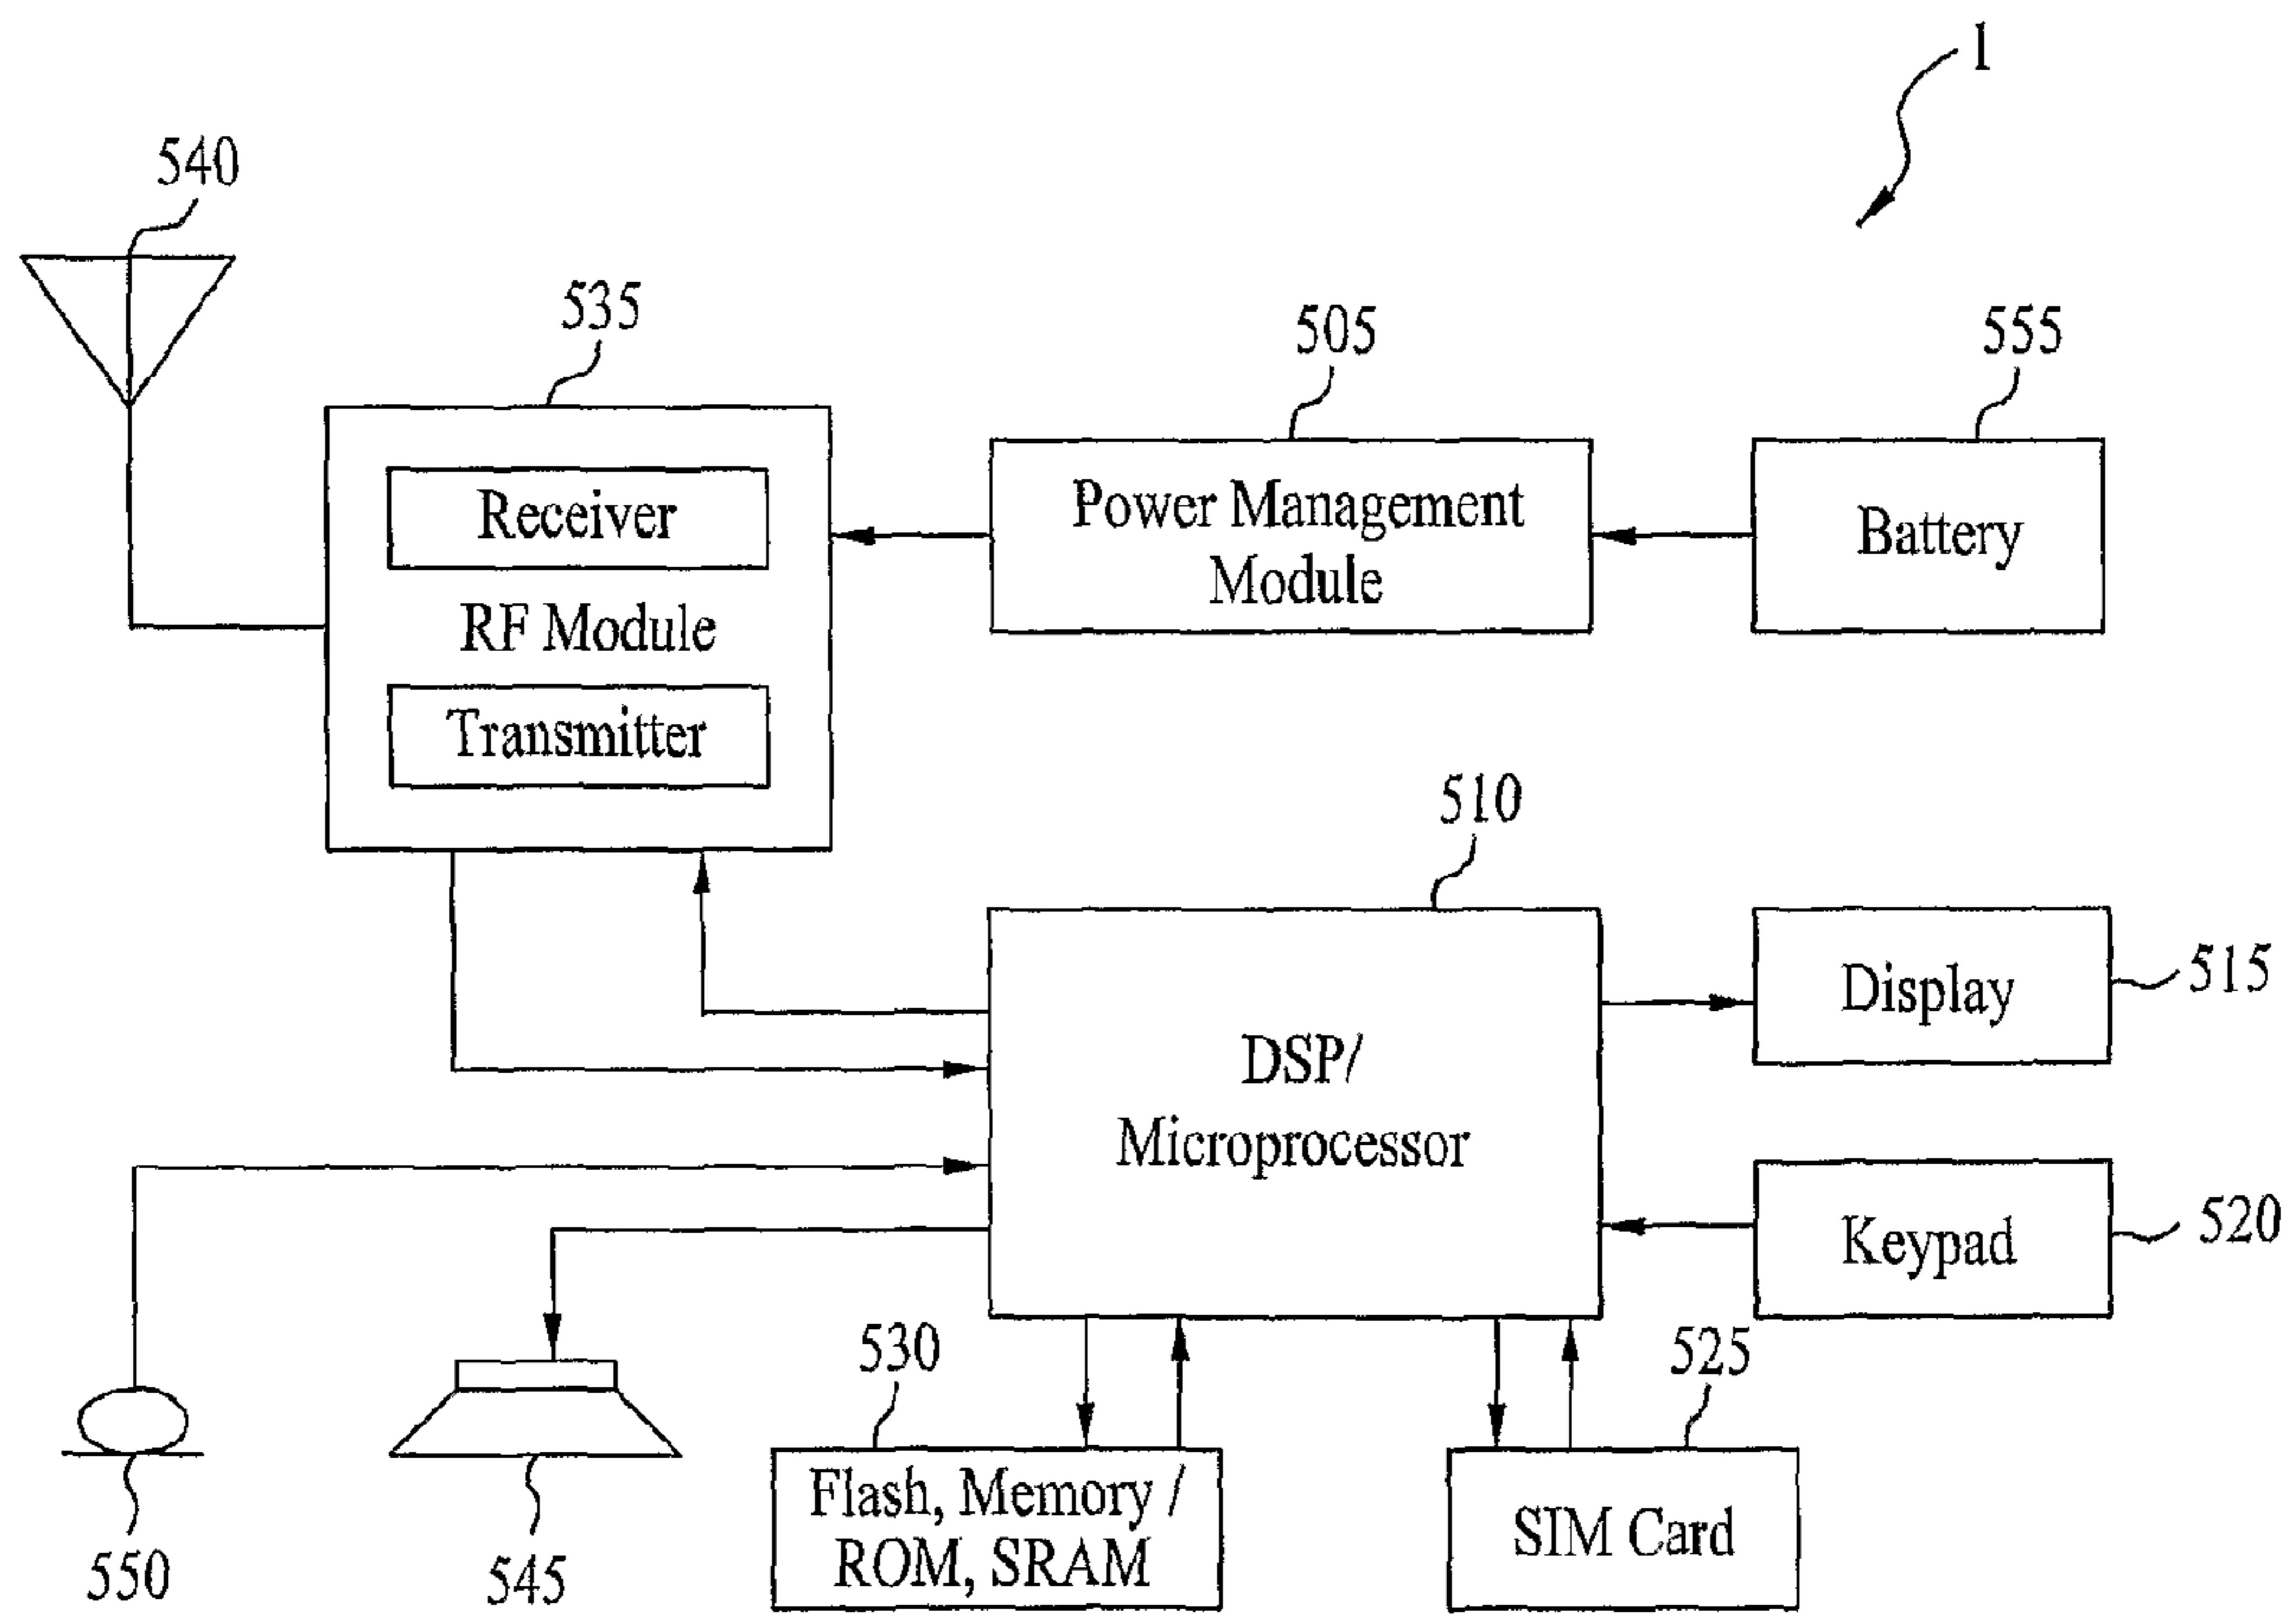 1
540
535
505
555
Receiver
RF Module
Transmitter
Power Management
Module
Battery
510
DSP/
Microprocessor
Display
515
Keypad
520
530
525
Flash, Memory /
ROM, SRAM
SIM Card
550
545